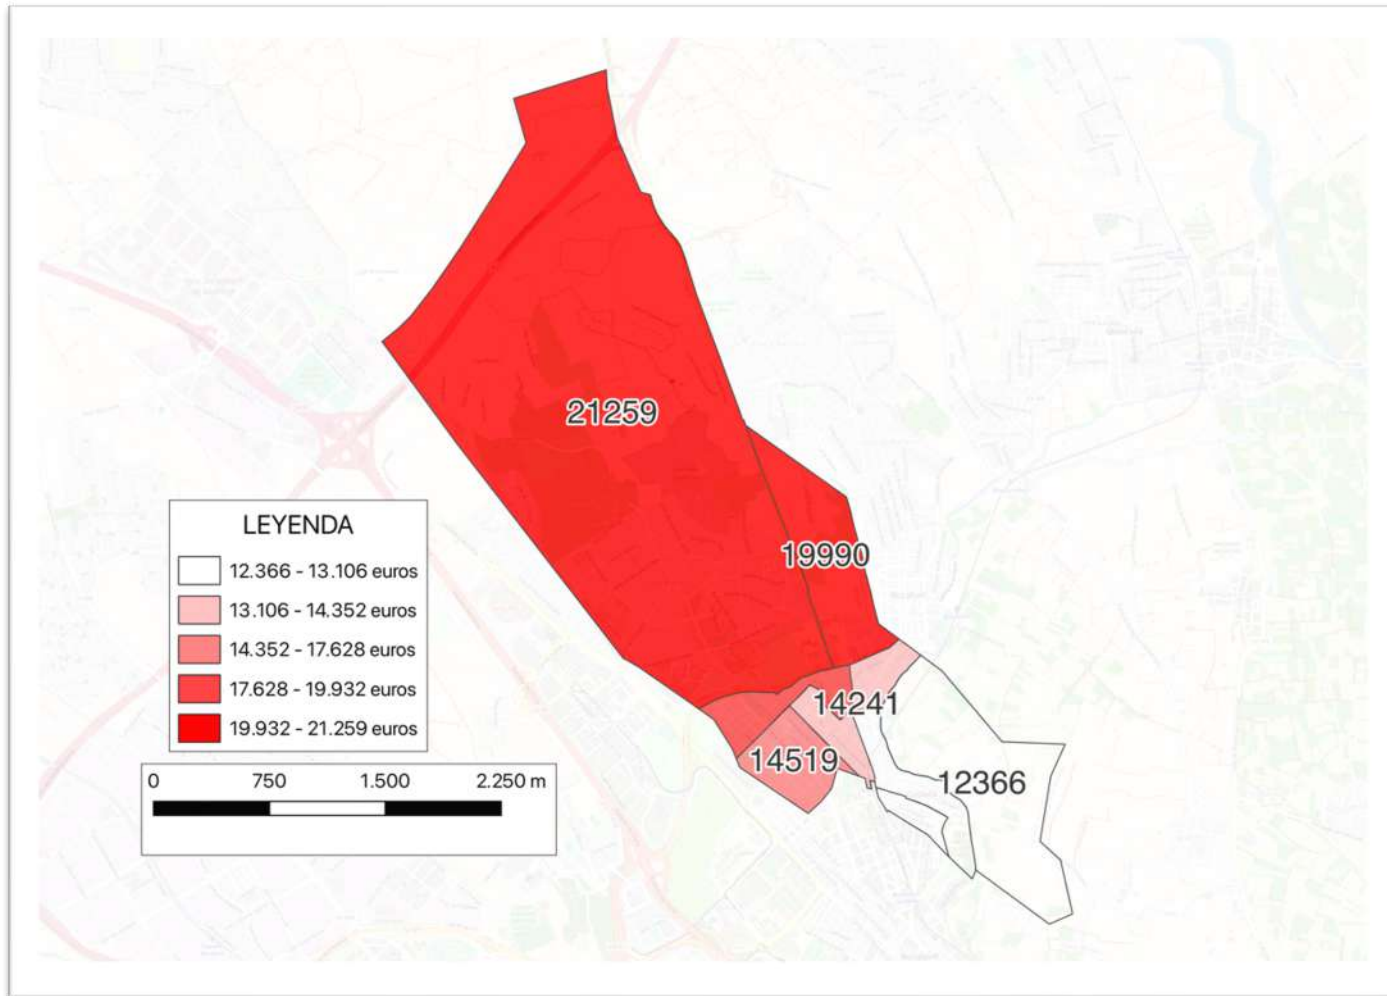 21259
19990
14241
14519
12366
LEYENDA
12.366 - 13.106 euros
13.106 - 14.352 euros
14.352 - 17.628 euros
17.628 - 19.932 euros
19.932 - 21.259 euros
0 750 1.500 2.250 m